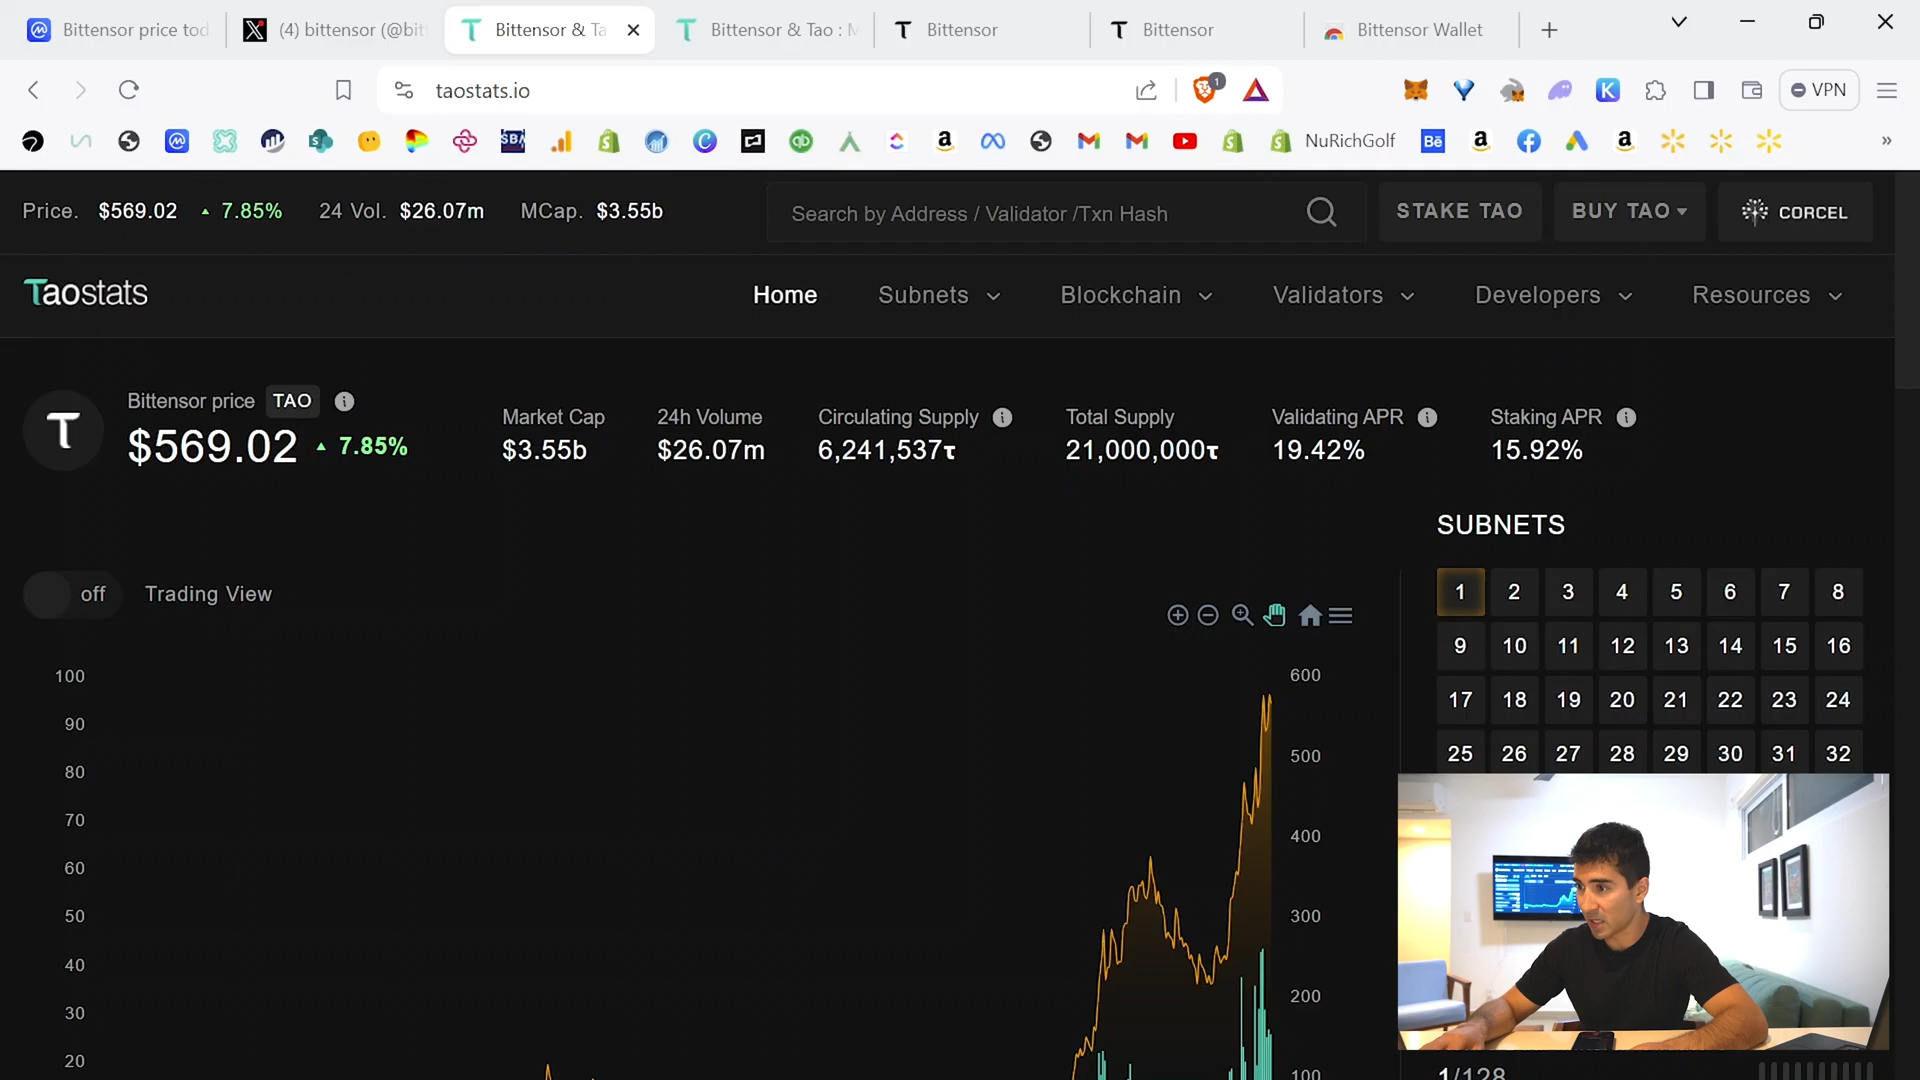 Bittensor price tod
(4) bittensor (@bit
Bittensor & Ta
Bittensor & Tao : M
Bittensor
Bittensor
Bittensor Wallet
taostats.io
1
VPN
SBA
NuRichGolf
Bē
Price. $569.02 7.85% 24 Vol. $26.07m MCap. $3.55b
Search by Address / Validator /Txn Hash
STAKE TAO
BUY TAO
CORCEL
Taostats
Home Subnets Blockchain Validators Developers Resources
Bittensor price TAO
$569.02 7.85%
Market Cap
$3.55b
24h Volume
$26.07m
Circulating Supply
6,241,537τ
Total Supply
21,000,000τ
Validating APR
19.42%
Staking APR
15.92%
SUBNETS
1 2 3 4 5 6 7 8
9 10 11 12 13 14 15 16
17 18 19 20 21 22 23 24
25 26 27 28 29 30 31 32
1/128
off Trading View
100
90
80
70
60
50
40
30
20
600
500
400
300
200
100